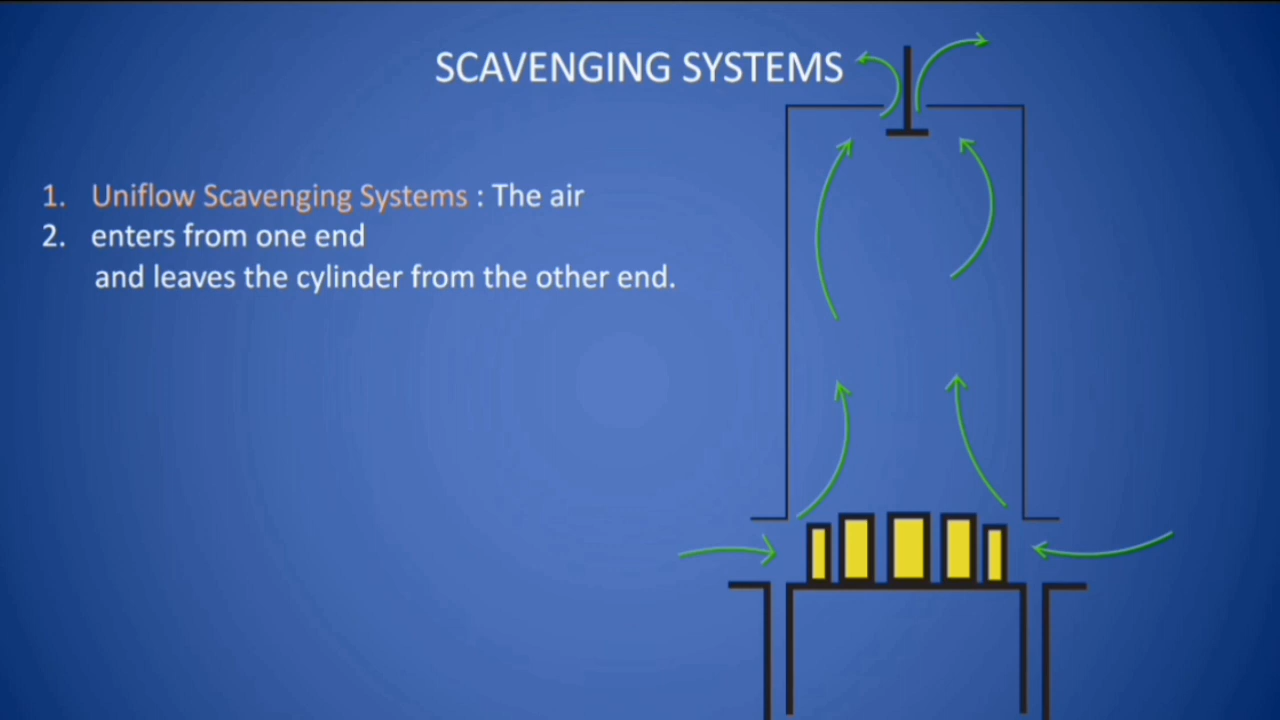 SCAVENGING SYSTEMS
1. Uniflow Scavenging Systems : The air
2. enters from one end
and leaves the cylinder from the other end.